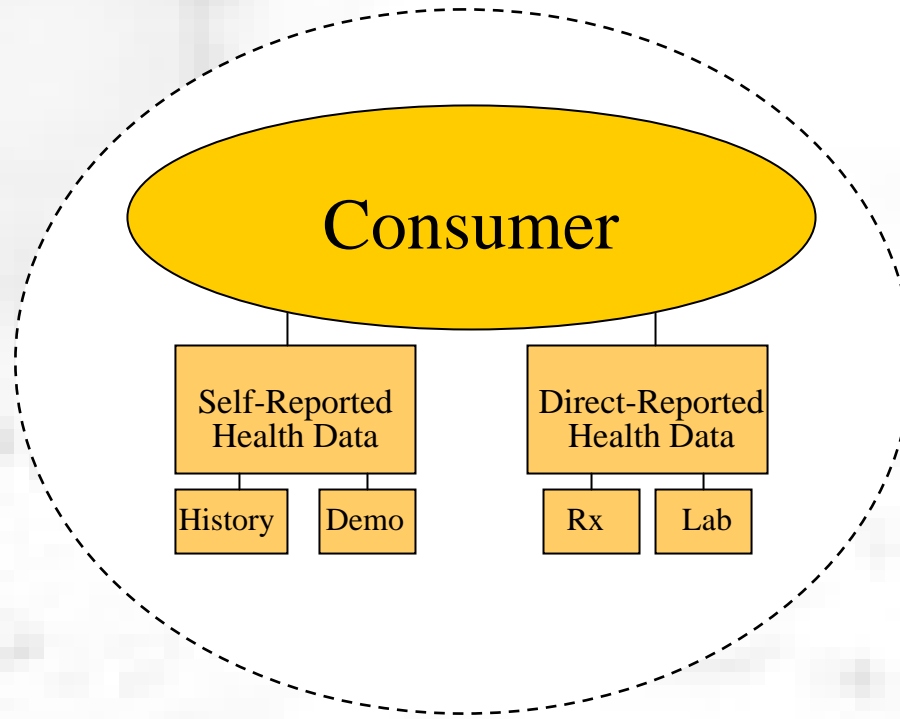 Consumer
Self-Reported
Health Data
Direct-Reported
Health Data
History
Demo
Rx
Lab